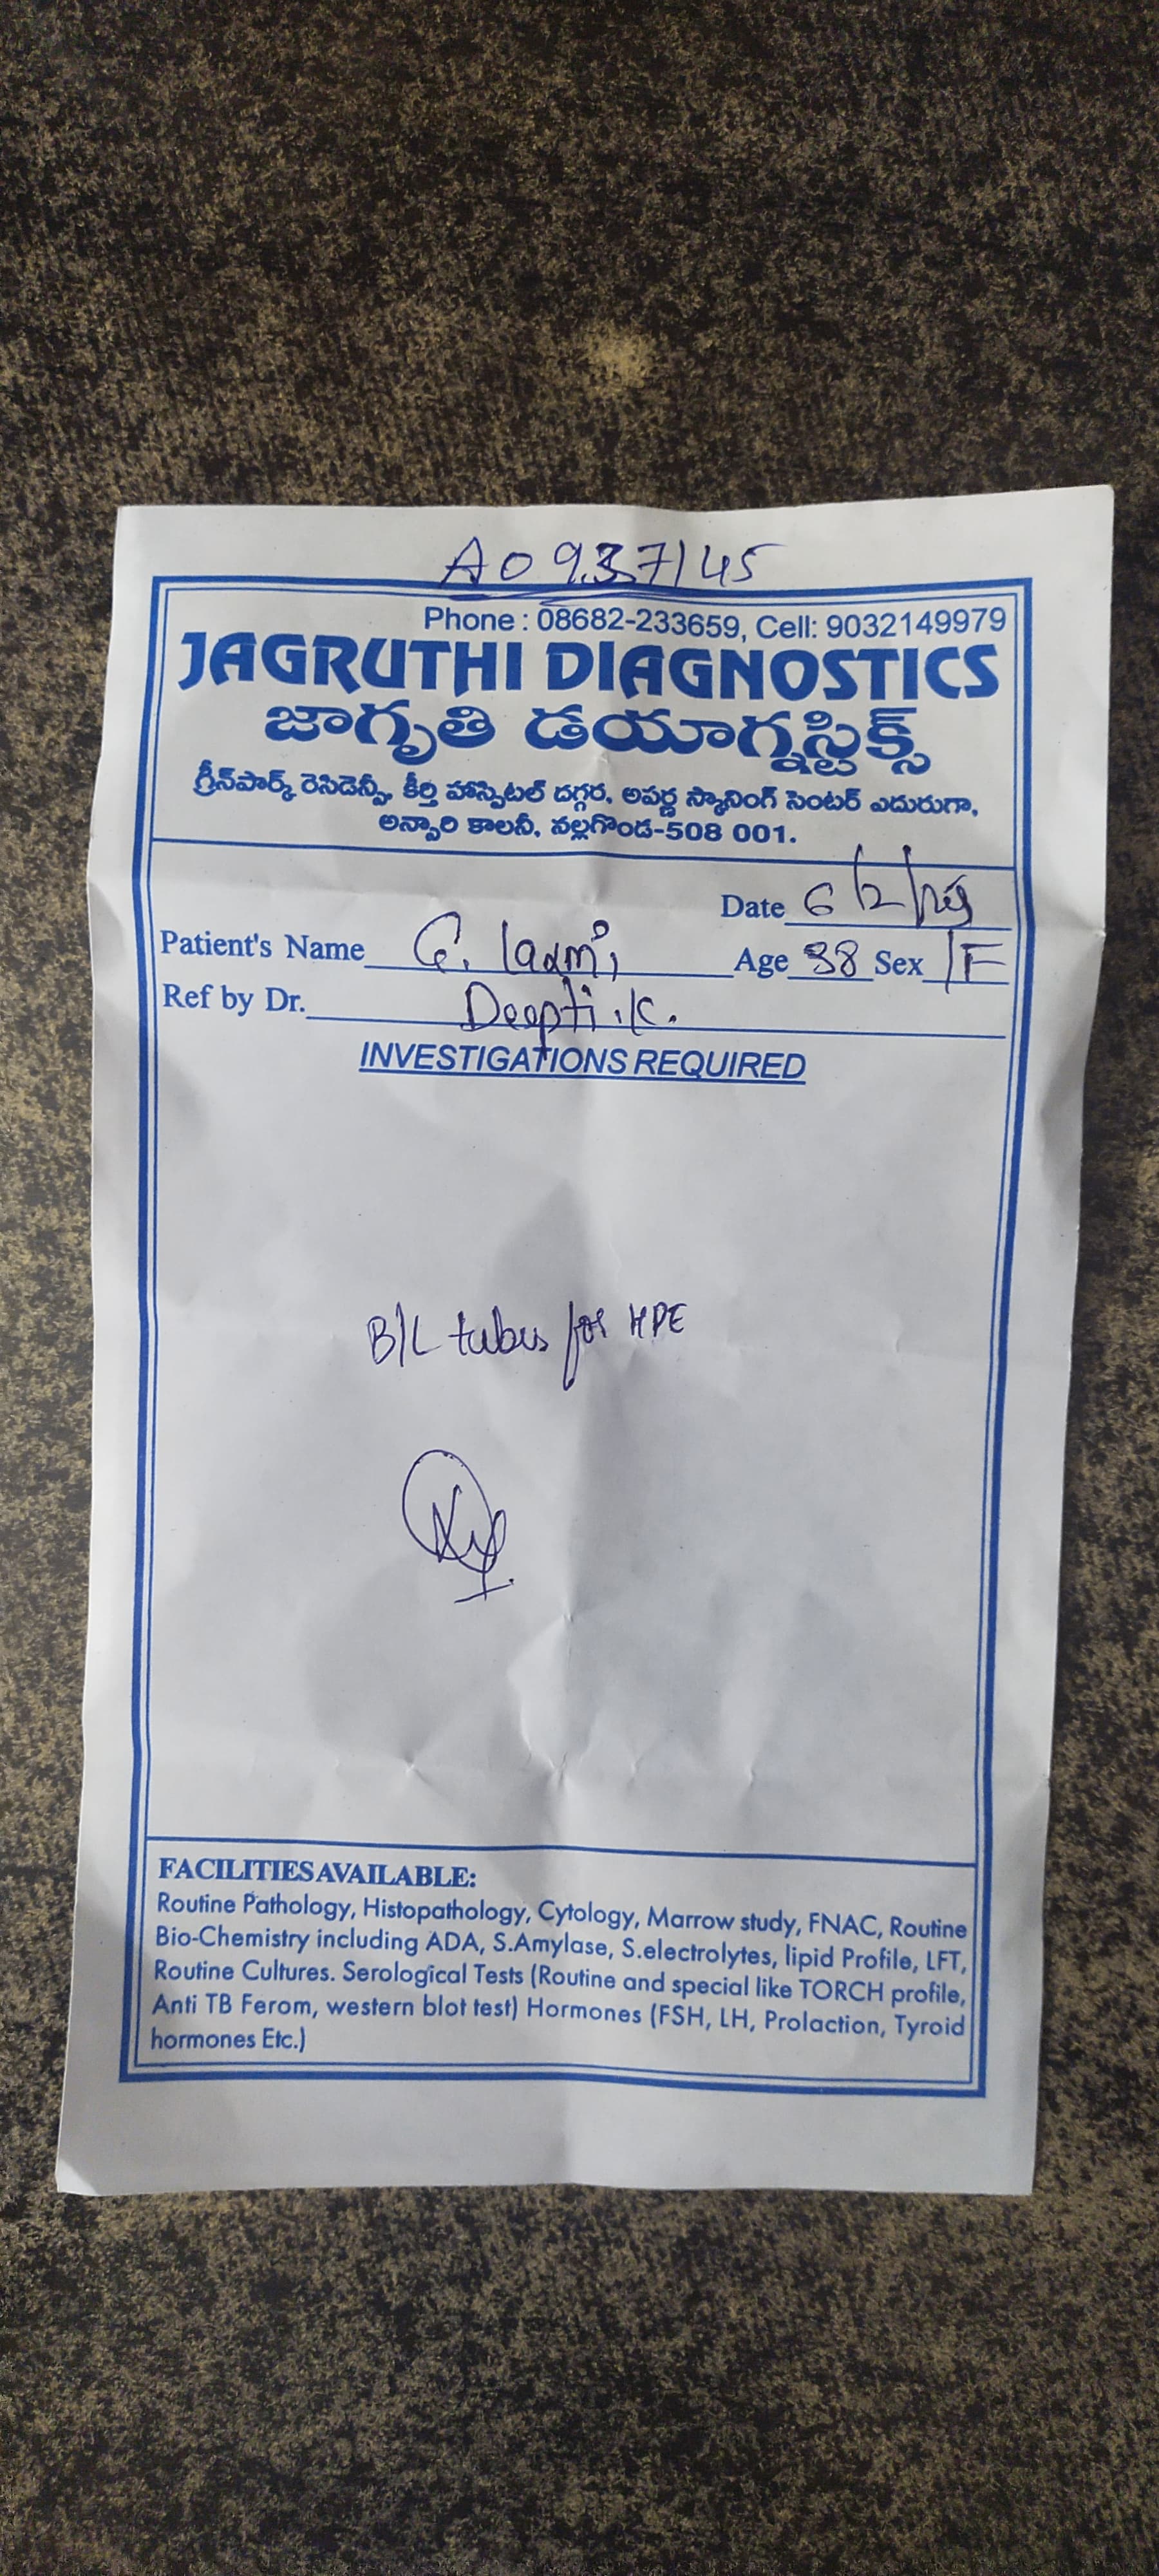 A0 937/45
Phone : 08682-233659, Cell: 9032149979
JAGRUTHI DIAGNOSTICS
జాగృతి డయాగ్నస్టిక్స్
గ్రీన్‌పార్క్ రెసిడెన్సీ, కీర్తి హాస్పిటల్ దగ్గర, అపర్ణ స్కానింగ్ సెంటర్ ఎదురుగా,
అన్సారి కాలనీ, నల్లగొండ-508 001.
Date 6/2/
Patient's Name G. laxmi Age 38 Sex F
Ref by Dr. Deepti .K.
INVESTIGATIONS REQUIRED
B/L tubes for HPE
FACILITIES AVAILABLE:
Routine Pathology, Histopathology, Cytology, Marrow study, FNAC, Routine
Bio-Chemistry including ADA, S.Amylase, S.electrolytes, lipid Profile, LFT,
Routine Cultures. Serological Tests (Routine and special like TORCH profile,
Anti TB Ferom, western blot test) Hormones (FSH, LH, Prolaction, Tyroid
hormones Etc.)